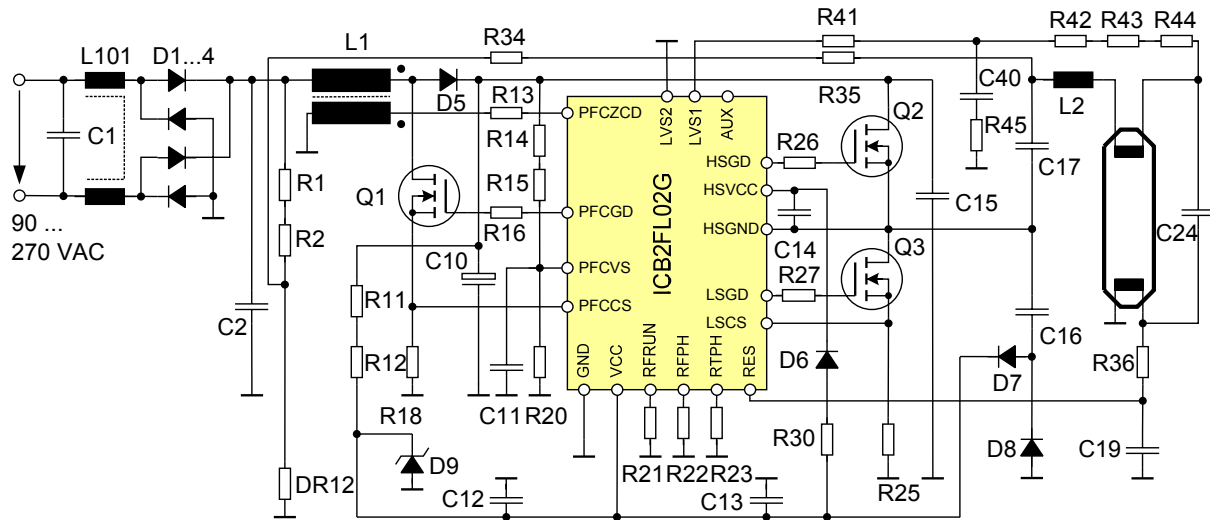 R41
R42
R43
R44
R34
L1
L101
D1...4
D5
R13
R14
R15
R16
R35
C40
L2
Q2
R45
C1
PFCZCD
LVS2
LVS1
AUX
HSGD
R26
HSVCC
C17
R1
Q1
PFCGD
ICB2FL02G
HSGND
C14
C15
90 ...
270 VAC
R2
C10
PFCVS
Q3
C24
R11
PFCCS
LSGD
R27
LSCS
C2
C16
R12
GND
VCC
RFRUN
RFPH
RTPH
RES
D6
D7
R36
R18
C11
R20
R30
D8
C19
D9
R21
R22
R23
R25
DR12
C12
C13